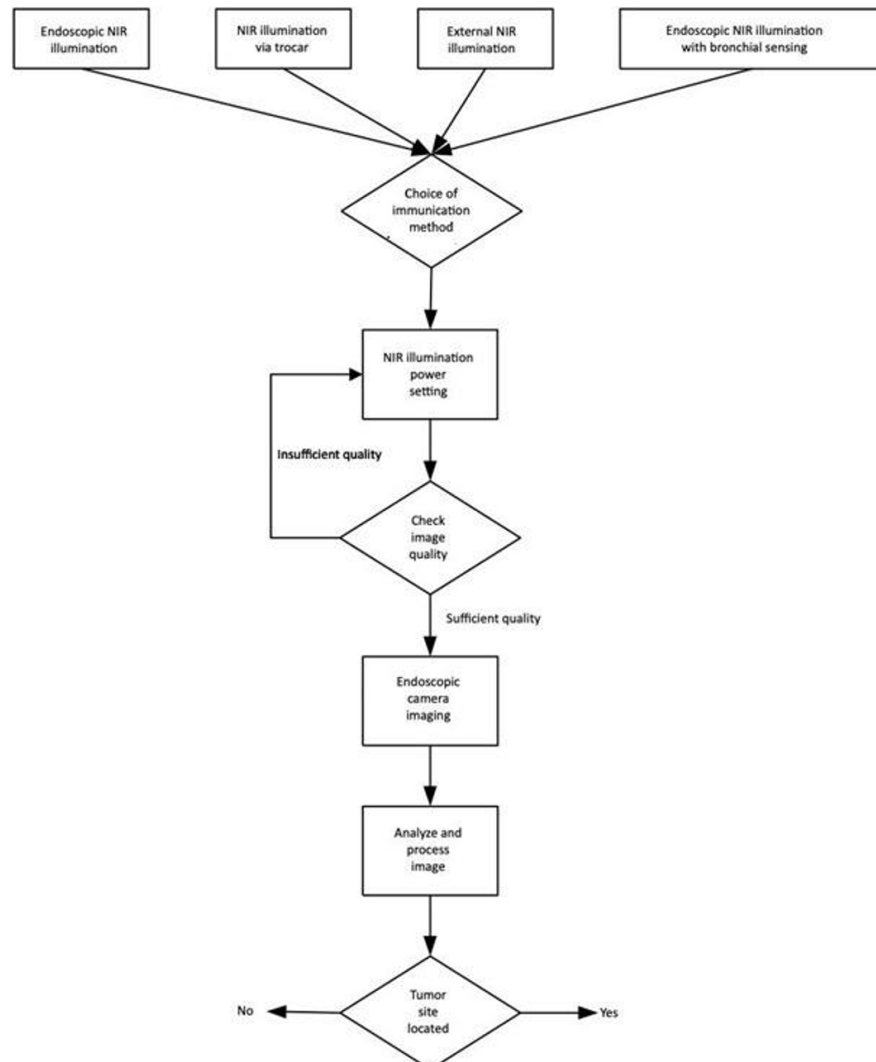 Endoscopic NIR
illumination
NIR illumination
via trocar
External NIR
illumination
Endoscopic NIR illumination
with bronchial sensing
Choice of
immunication
method
NIR illumination
power
setting
Insufficient quality
Check
image
quality
Sufficient quality
Endoscopic
camera
imaging
Analyze and
process
image
No
Tumor
site
located
Yes